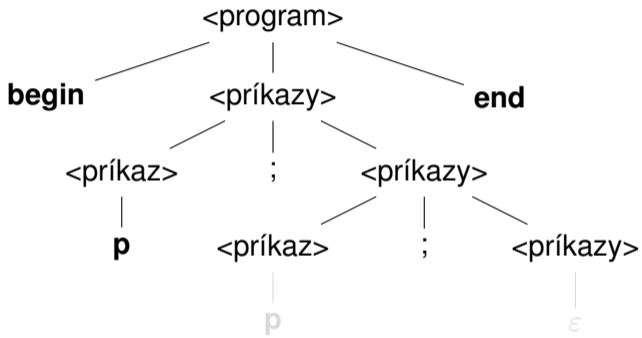 <program>
begin <príkazy> end
<príkaz> ; <príkazy>
p <príkaz> ; <príkazy>
p ε